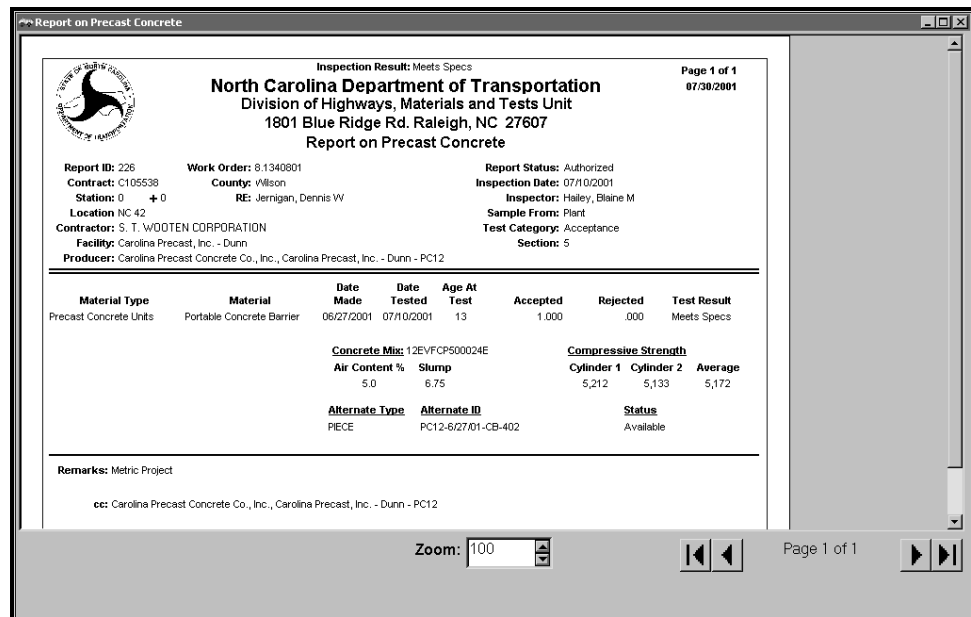 Report on Precast Concrete
Inspection Result: Meets Specs
Page 1 of 1
North Carolina Department of Transportation
07/30/2001
Division of Highways, Materials and Tests Unit
1801 Blue Ridge Rd. Raleigh, NC 27607
Report on Precast Concrete
STATE OF NORTH CAROLINA
DEPARTMENT OF TRANSPORTATION
Report ID: 226 Work Order: 8.1340801 Report Status: Authorized
Contract: C105538 County: Wilson Inspection Date: 07/10/2001
Station: 0 + 0 RE: Jernigan, Dennis W Inspector: Hailey, Blaine M
Location NC 42 Sample From: Plant
Contractor: S. T. WOOTEN CORPORATION Test Category: Acceptance
Facility: Carolina Precast, Inc. - Dunn Section: 5
Producer: Carolina Precast Concrete Co., Inc., Carolina Precast, Inc. - Dunn - PC12
Date Date Age At
Material Type Material Made Tested Test Accepted Rejected Test Result
Precast Concrete Units Portable Concrete Barrier 06/27/2001 07/10/2001 13 1.000 .000 Meets Specs
Concrete Mix: 12EVFCP500024E Compressive Strength
Air Content % Slump Cylinder 1 Cylinder 2 Average
5.0 6.75 5,212 5,133 5,172
Alternate Type Alternate ID Status
PIECE PC12-6/27/01-CB-402 Available
Remarks: Metric Project
cc: Carolina Precast Concrete Co., Inc., Carolina Precast, Inc. - Dunn - PC12
Zoom: 100 Page 1 of 1